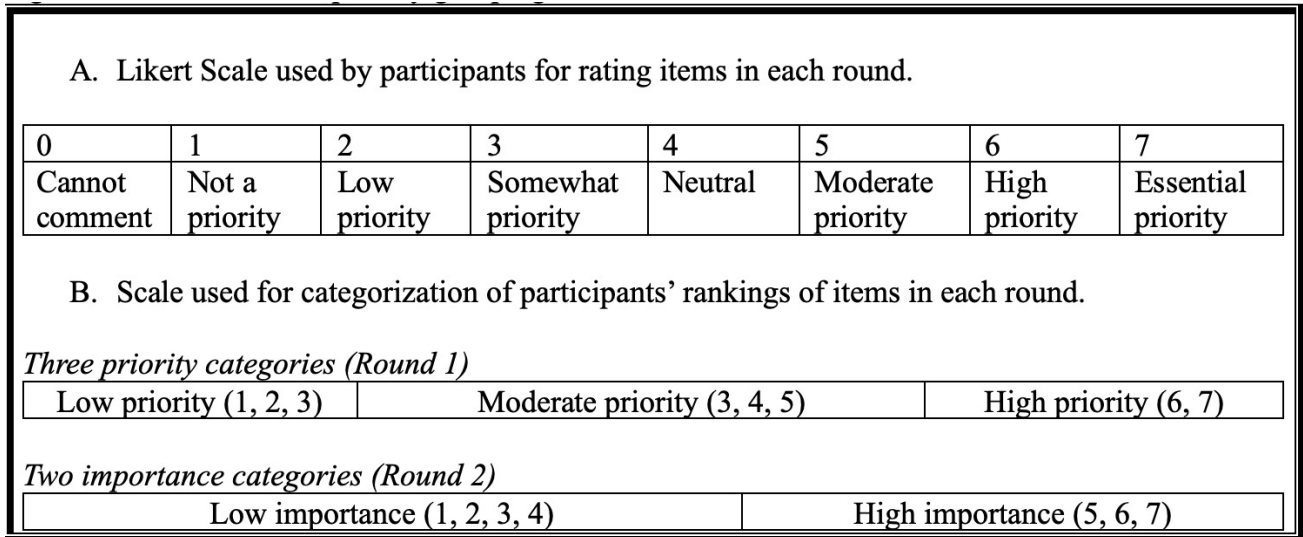 A. Likert Scale used by participants for rating items in each round.
0 1 2 3 4 5 6 7
Cannot Not a Low Somewhat Neutral Moderate High Essential
comment priority priority priority priority priority priority
B. Scale used for categorization of participants’ rankings of items in each round.
Three priority categories (Round 1)
Low priority (1, 2, 3) Moderate priority (3, 4, 5) High priority (6, 7)
Two importance categories (Round 2)
Low importance (1, 2, 3, 4) High importance (5, 6, 7)